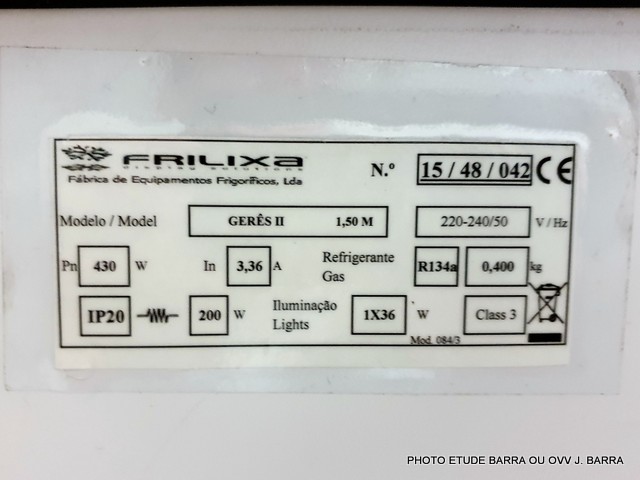 FRILIXA
display solutions
Fábrica de Equipamentos Frigoríficos, Lda
N.º 15 / 48 / 042 CE
Modelo / Model GERÊS II 1,50 M 220-240/50 V / Hz
Pn 430 W In 3,36 A Refrigerante Gas R134a 0,400 kg
IP20 200 W Iluminação Lights 1X36 W Class 3
Mod. 084/3
PHOTO ETUDE BARRA OU OVV J. BARRA